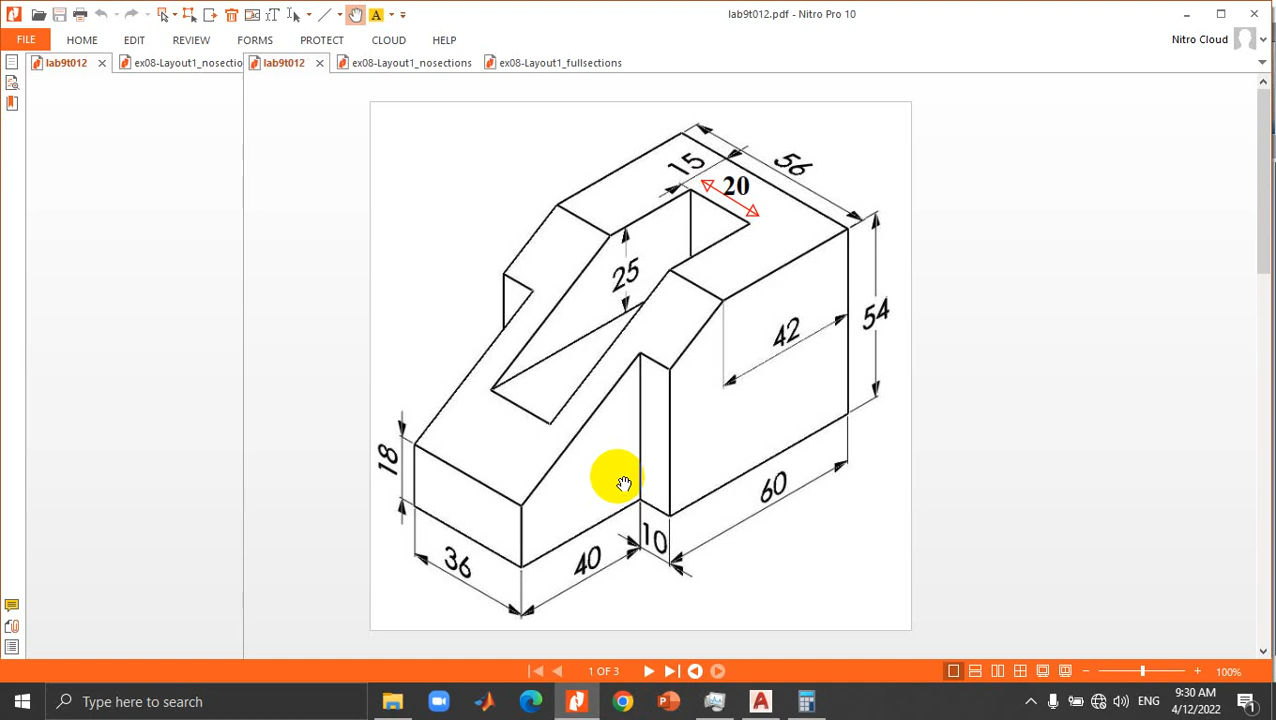 lab9t012.pdf - Nitro Pro 10
FILE HOME EDIT REVIEW FORMS PROTECT CLOUD HELP Nitro Cloud
lab9t012 ex08-Layout1_nosectio lab9t012 ex08-Layout1_nosections ex08-Layout1_fullsections
15
56
20
25
42
54
18
36
40
10
60
1 OF 3
100%
Type here to search
ENG
9:30 AM
4/12/2022
1